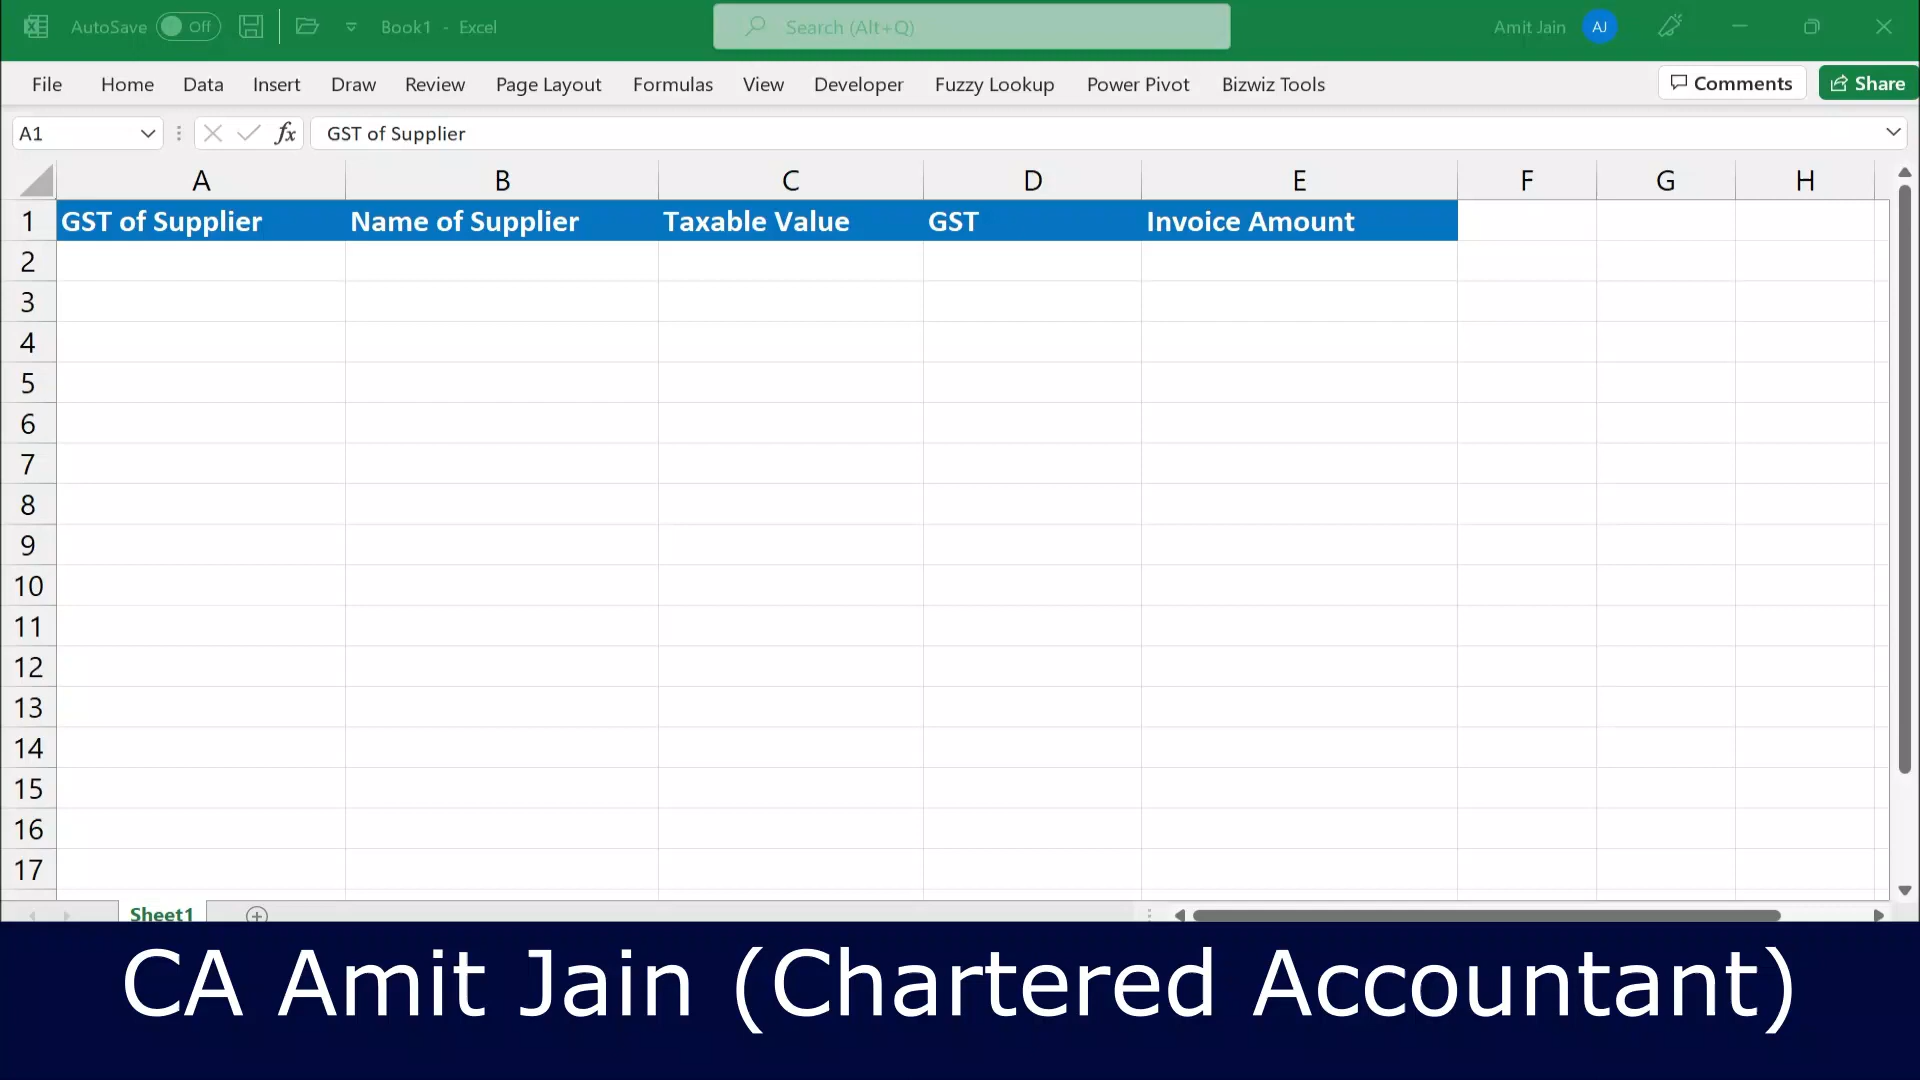 AutoSave Off Book1 - Excel Search (Alt+Q) Amit Jain AJ
File Home Data Insert Draw Review Page Layout Formulas View Developer Fuzzy Lookup Power Pivot Bizwiz Tools Comments Share
A1 fx GST of Supplier
A B C D E F G H
1 GST of Supplier Name of Supplier Taxable Value GST Invoice Amount
2
3
4
5
6
7
8
9
10
11
12
13
14
15
16
17
Sheet1
CA Amit Jain (Chartered Accountant)